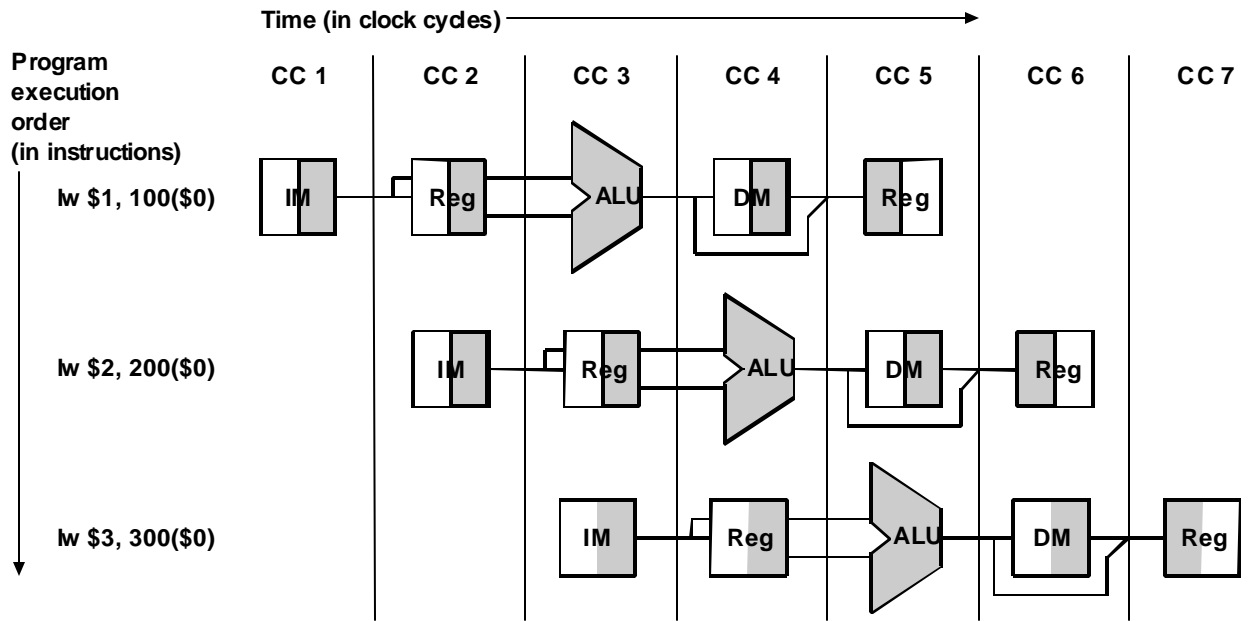 Time (in clock cycles)
Program
execution
order
(in instructions)
CC 1 CC 2 CC 3 CC 4 CC 5 CC 6 CC 7
lw $1, 100($0) IM Reg ALU DM Reg
lw $2, 200($0) IM Reg ALU DM Reg
lw $3, 300($0) IM Reg ALU DM Reg